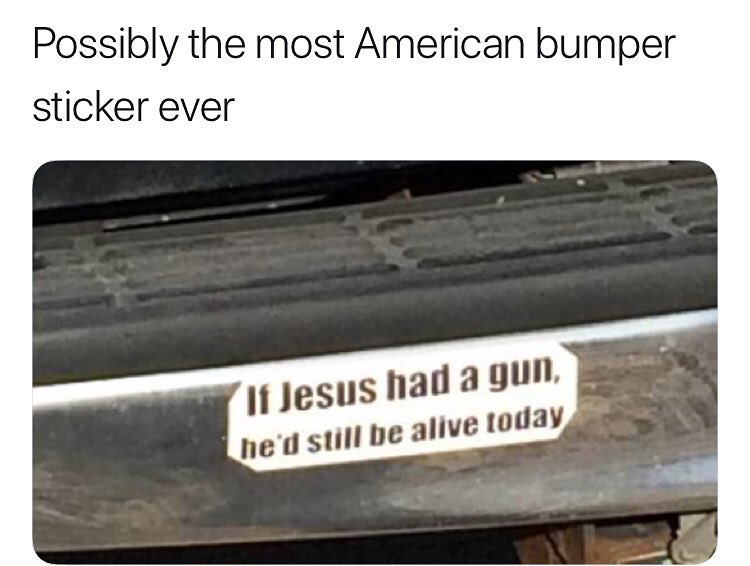 Possibly the most American bumper
sticker ever
If Jesus had a gun,
he'd still be alive today